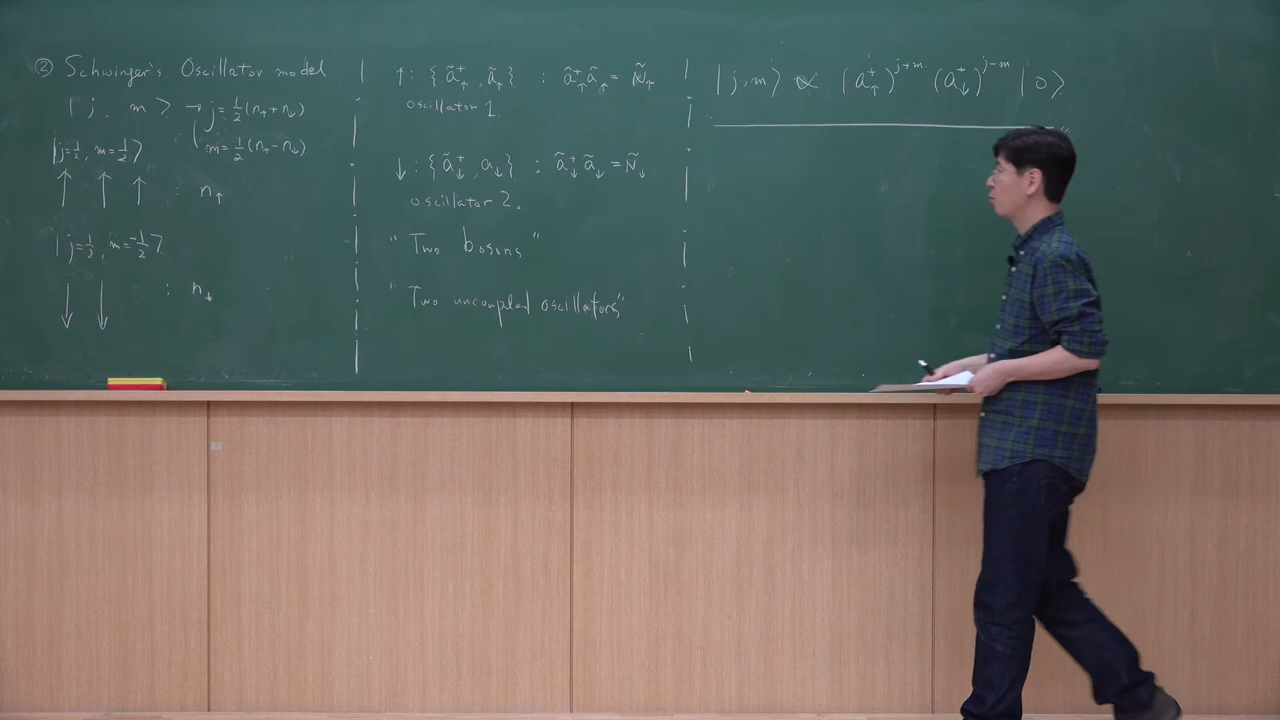 ② Schwinger's Oscillator model
| j, m > → j = 1/2 (n↑ + n↓)
m = 1/2 (n↑ - n↓)
| j = 1/2, m = 1/2 >
↑ ↑ ↑ : n↑
| j = 1/2, m = -1/2 >
↓ ↓ : n↓
↑ : { ã↑†, ã↑ } : ã↑† ã↑ = Ñ↑
oscillator 1.
↓ : { ã↓†, a↓ } : ã↓† ã↓ = Ñ↓
oscillator 2.
" Two bosons "
" Two uncoupled oscillators "
| j, m > ∝ (a↑†)^{j+m} (a↓†)^{j-m} | 0 >